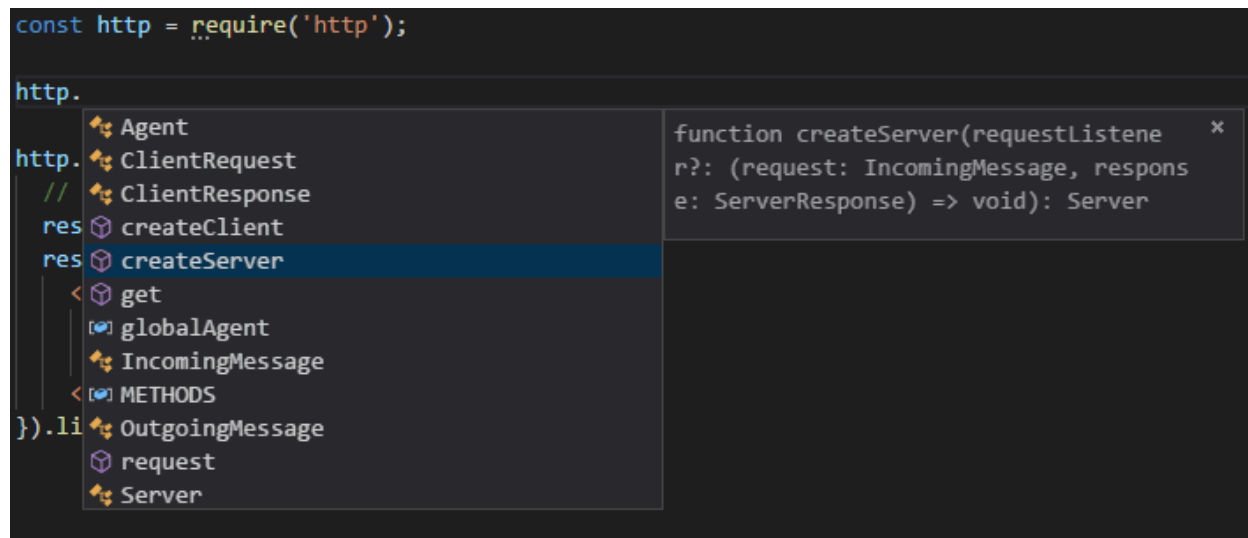 const http = require('http');
http.
Agent
function createServer(requestListene ×
http. ClientRequest
r?: (request: IncomingMessage, respons
// ClientResponse
e: ServerResponse) => void): Server
res createClient
res createServer
< get
globalAgent
IncomingMessage
< METHODS
}).li OutgoingMessage
request
Server